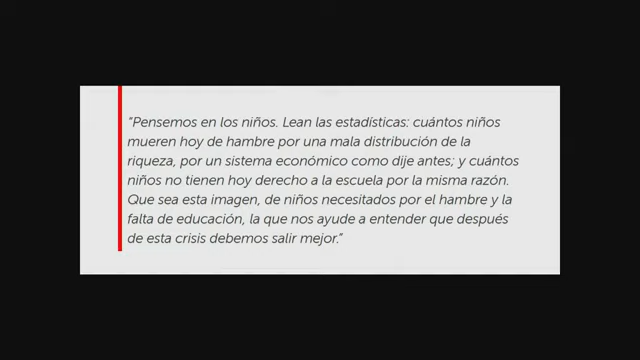 “Pensemos en los niños. Lean las estadísticas: cuántos niños
mueren hoy de hambre por una mala distribución de la
riqueza, por un sistema económico como dije antes; y cuántos
niños no tienen hoy derecho a la escuela por la misma razón.
Que sea esta imagen, de niños necesitados por el hambre y la
falta de educación, la que nos ayude a entender que después
de esta crisis debemos salir mejor.”